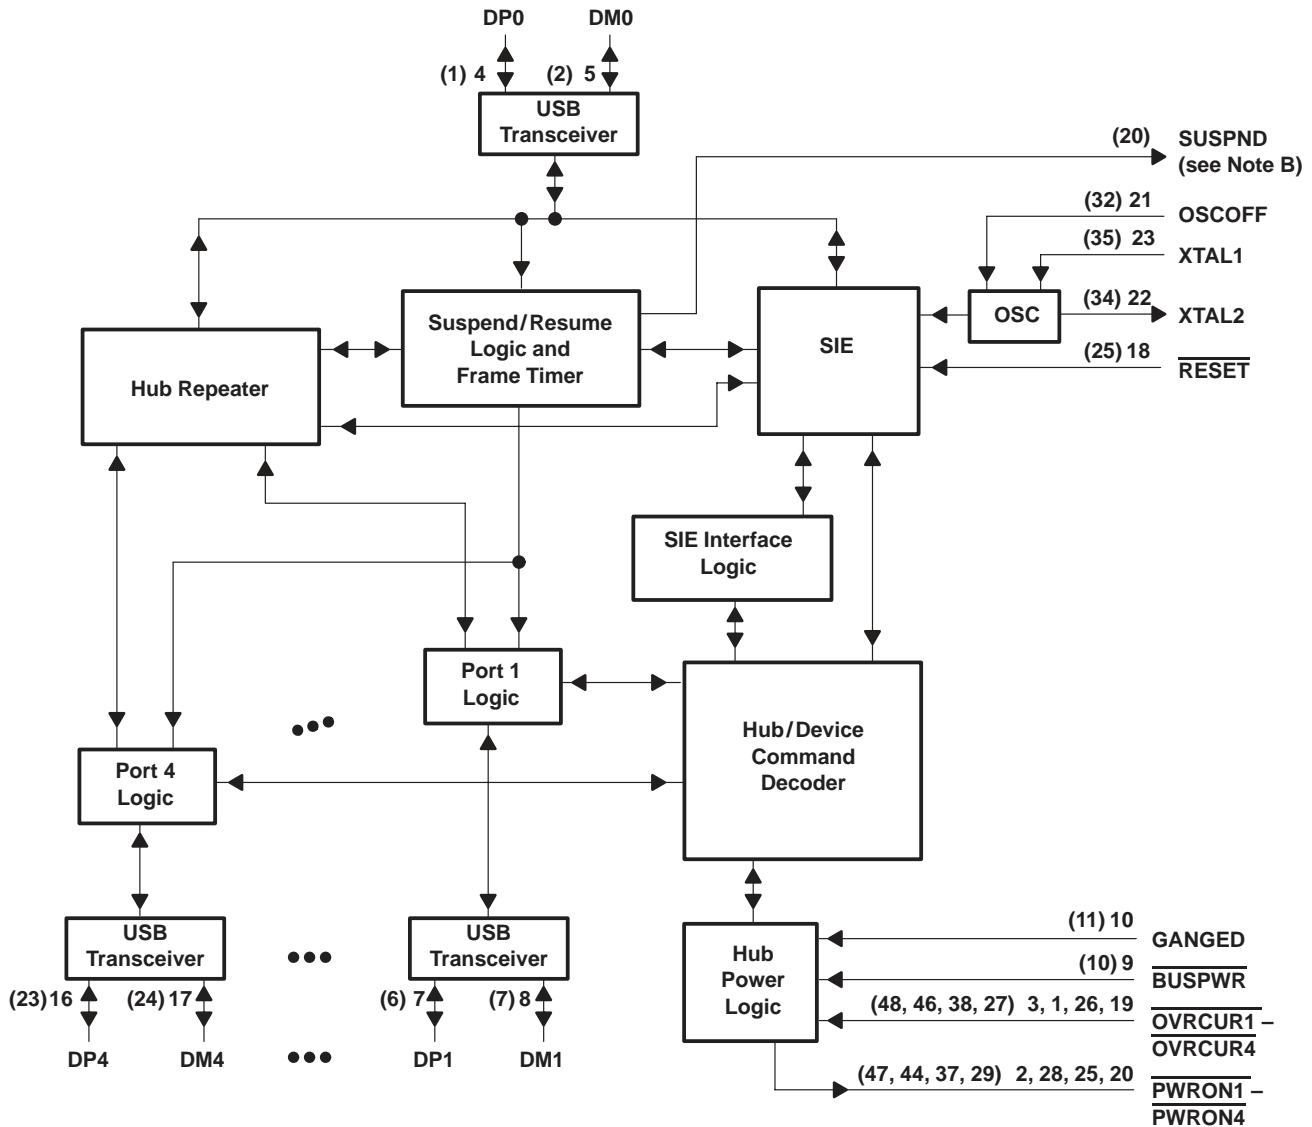 DP0 DM0
(1) 4 (2) 5
USB
Transceiver
(20) SUSPND
(see Note B)
(32) 21 OSCOFF
(35) 23 XTAL1
(34) 22 XTAL2
OSC
(25) 18 RESET
Suspend/Resume
Logic and
Frame Timer
SIE
Hub Repeater
SIE Interface
Logic
Port 1
Logic
Hub/Device
Command
Decoder
Port 4
Logic
USB
Transceiver
USB
Transceiver
Hub
Power
Logic
(11) 10 GANGED
(10) 9 BUSPWR
(48, 46, 38, 27) 3, 1, 26, 19 OVRCUR1 –
OVRCUR4
(47, 44, 37, 29) 2, 28, 25, 20 PWRON1 –
PWRON4
(23) 16 (24) 17 (6) 7 (7) 8
DP4 DM4 DP1 DM1